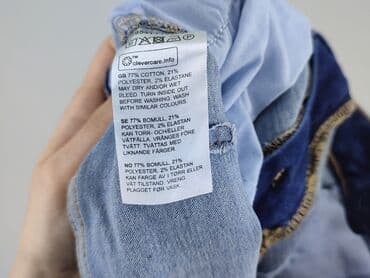 clevercare.info
GB 77% COTTON, 21%
POLYESTER, 2% ELASTANE
MAY DRY AND/OR WET
BLEED. TURN INSIDE OUT
BEFORE WASHING. WASH
WITH SIMILAR COLOURS.
SE 77% BOMULL, 21%
POLYESTER, 2% ELASTAN
KAN TORR- OCH/ELLER
VÅTFÄLLA. VRÄNGES FÖRE
TVÄTT. TVÄTTAS MED
LIKNANDE FÄRGER.
NO 77% BOMULL, 21%
POLYESTER, 2% ELASTAN
KAN FARGE AV I TØRR ELLER
VÅT TILSTAND. VRENG
PLAGGET FØR VASK.